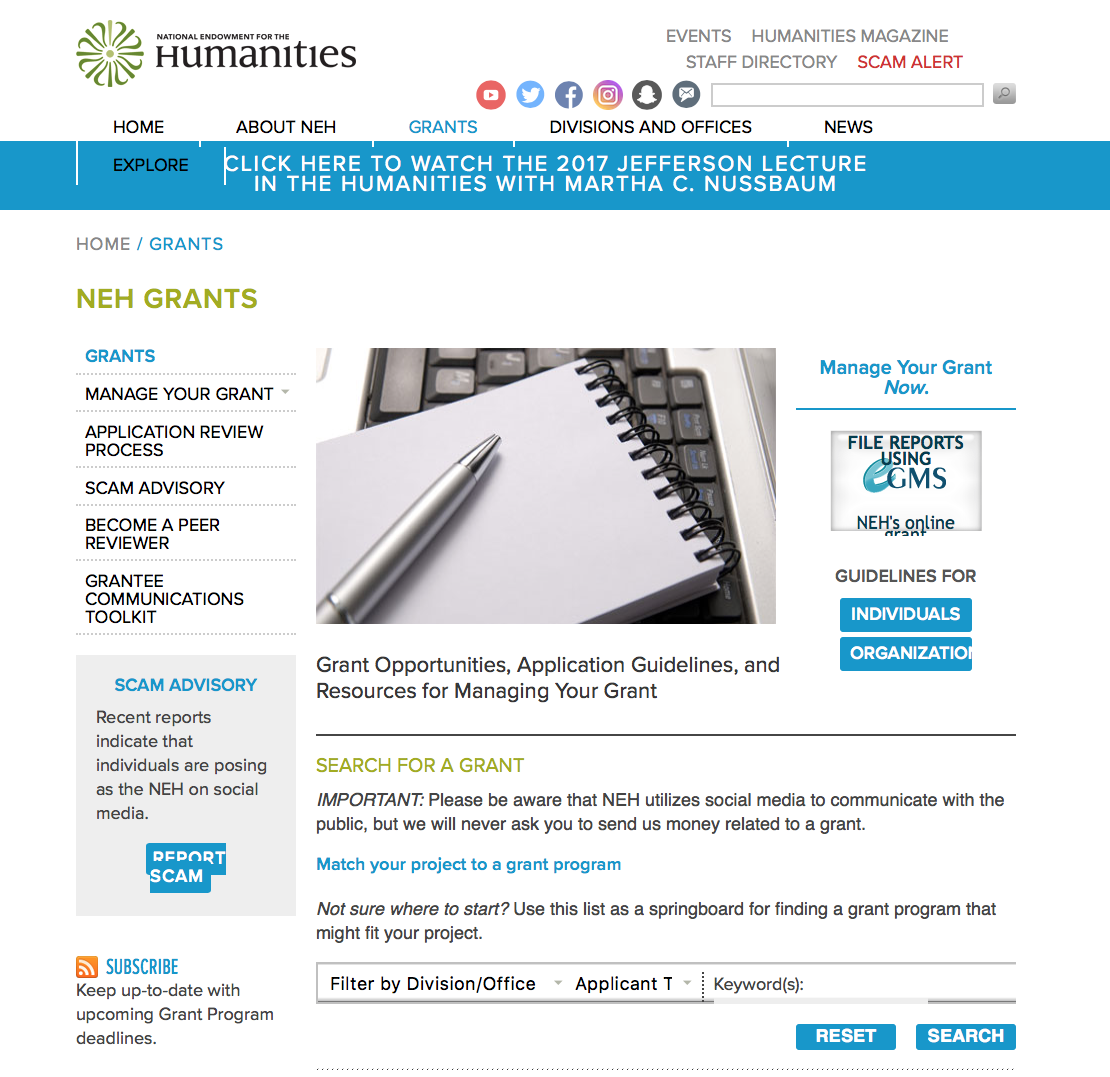 NATIONAL ENDOWMENT FOR THE
Humanities
EVENTS HUMANITIES MAGAZINE
STAFF DIRECTORY SCAM ALERT
HOME ABOUT NEH GRANTS DIVISIONS AND OFFICES NEWS
EXPLORE
CLICK HERE TO WATCH THE 2017 JEFFERSON LECTURE
IN THE HUMANITIES WITH MARTHA C. NUSSBAUM
HOME / GRANTS
NEH GRANTS
GRANTS
MANAGE YOUR GRANT
APPLICATION REVIEW
PROCESS
SCAM ADVISORY
BECOME A PEER
REVIEWER
GRANTEE
COMMUNICATIONS
TOOLKIT
SCAM ADVISORY
Recent reports
indicate that
individuals are posing
as the NEH on social
media.
REPORT
SCAM
SUBSCRIBE
Keep up-to-date with
upcoming Grant Program
deadlines.
Grant Opportunities, Application Guidelines, and
Resources for Managing Your Grant
Manage Your Grant
Now.
FILE REPORTS
USING
eGMS
NEH's online
grant
GUIDELINES FOR
INDIVIDUALS
ORGANIZATION
SEARCH FOR A GRANT
IMPORTANT: Please be aware that NEH utilizes social media to communicate with the
public, but we will never ask you to send us money related to a grant.
Match your project to a grant program
Not sure where to start? Use this list as a springboard for finding a grant program that
might fit your project.
Filter by Division/Office Applicant T Keyword(s):
RESET SEARCH